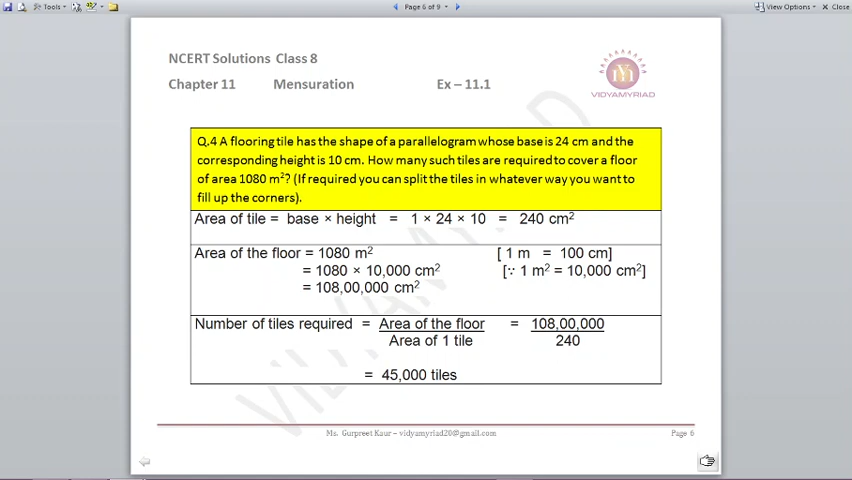 Tools
Page 6 of 9
View Options
Close
NCERT Solutions Class 8
Chapter 11 Mensuration Ex – 11.1
VIDYAMYRIAD
Q.4 A flooring tile has the shape of a parallelogram whose base is 24 cm and the
corresponding height is 10 cm. How many such tiles are required to cover a floor
of area 1080 m²? (If required you can split the tiles in whatever way you want to
fill up the corners).
Area of tile = base × height = 1 × 24 × 10 = 240 cm²
Area of the floor = 1080 m² [ 1 m = 100 cm]
= 1080 × 10,000 cm² [∵ 1 m² = 10,000 cm²]
= 108,00,000 cm²
Number of tiles required = Area of the floor = 108,00,000
Area of 1 tile 240
= 45,000 tiles
Ms. Gurpreet Kaur – vidyamyriad20@gmail.com Page 6